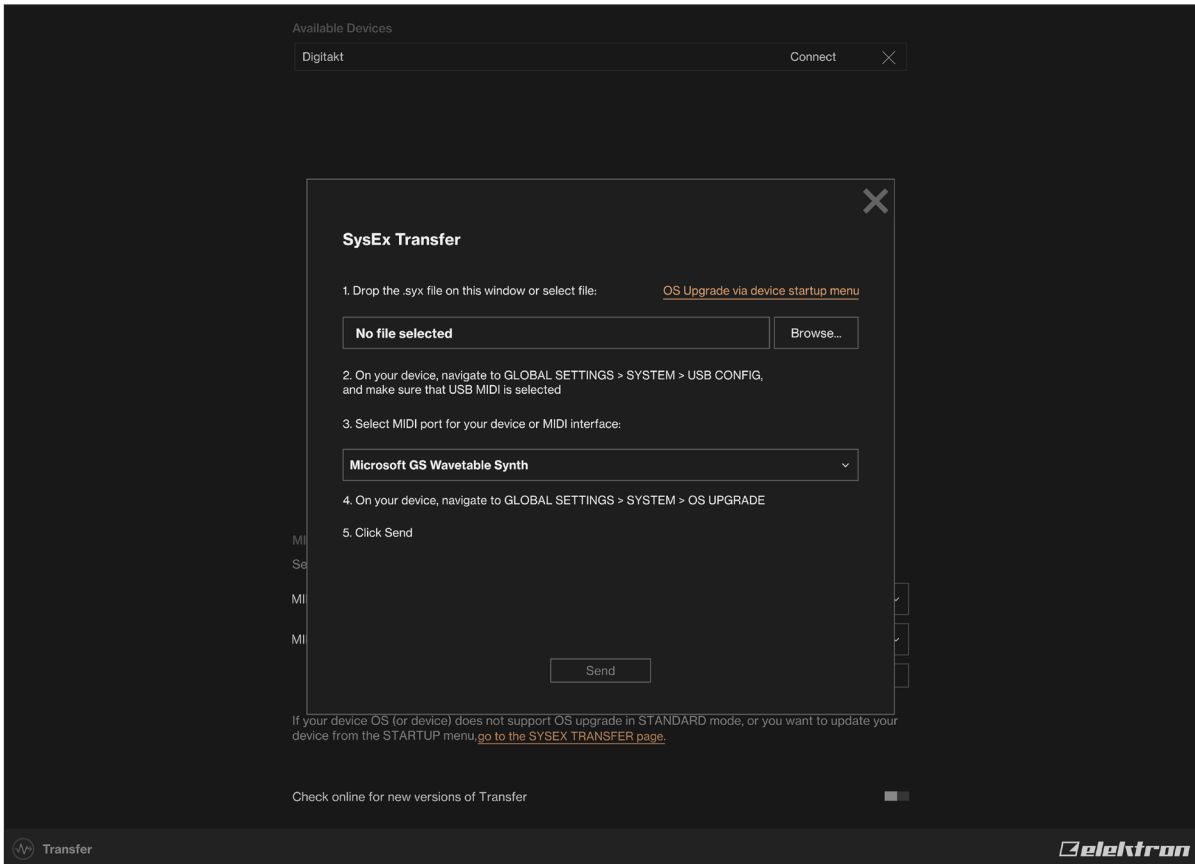 Available Devices
Digitakt Connect
SysEx Transfer
1. Drop the .syx file on this window or select file: OS Upgrade via device startup menu
No file selected Browse...
2. On your device, navigate to GLOBAL SETTINGS > SYSTEM > USB CONFIG,
and make sure that USB MIDI is selected
3. Select MIDI port for your device or MIDI interface:
Microsoft GS Wavetable Synth
4. On your device, navigate to GLOBAL SETTINGS > SYSTEM > OS UPGRADE
MI
5. Click Send
Se
MI
MI
Send
If your device OS (or device) does not support OS upgrade in STANDARD mode, or you want to update your
device from the STARTUP menu, go to the SYSEX TRANSFER page.
Check online for new versions of Transfer
Transfer elektron